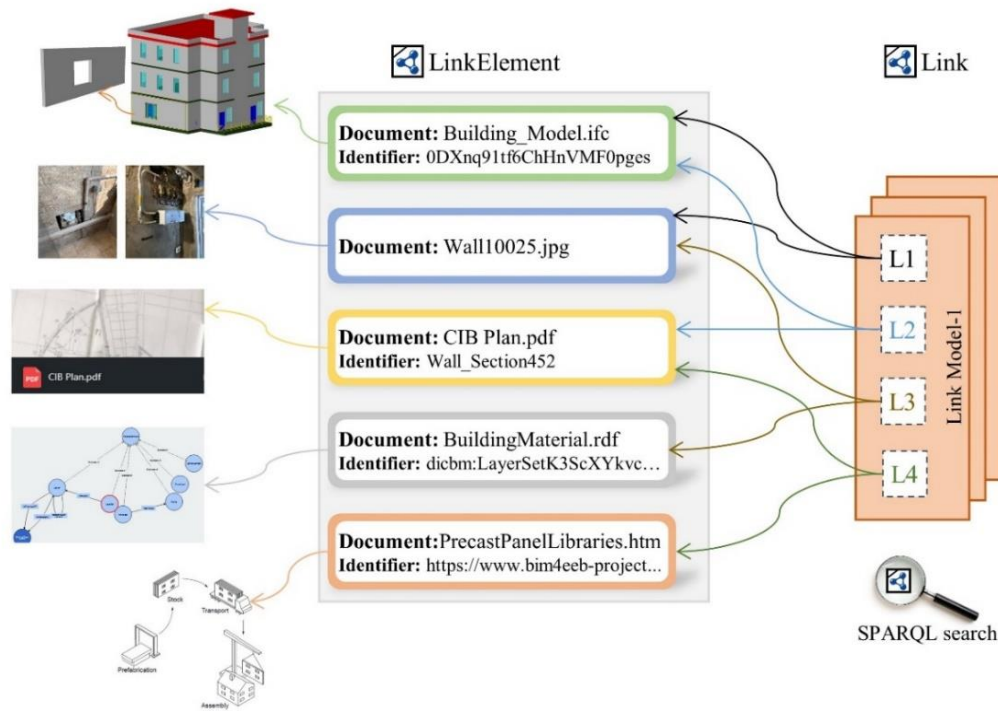 LinkElement
Link
Document: Building_Model.ifc
Identifier: 0DXnq91tf6ChHnVMF0pges
Document: Wall10025.jpg
Document: CIB Plan.pdf
Identifier: Wall_Section452
PDF
CIB Plan.pdf
Document: BuildingMaterial.rdf
Identifier: dicbm:LayerSetK3ScXYkvc…
Document:PrecastPanelLibraries.htm
Identifier: https://www.bim4eeb-project...
L1
L2
L3
L4
Link Model-1
Stock
Transport
Prefabrication
Assembly
SPARQL search